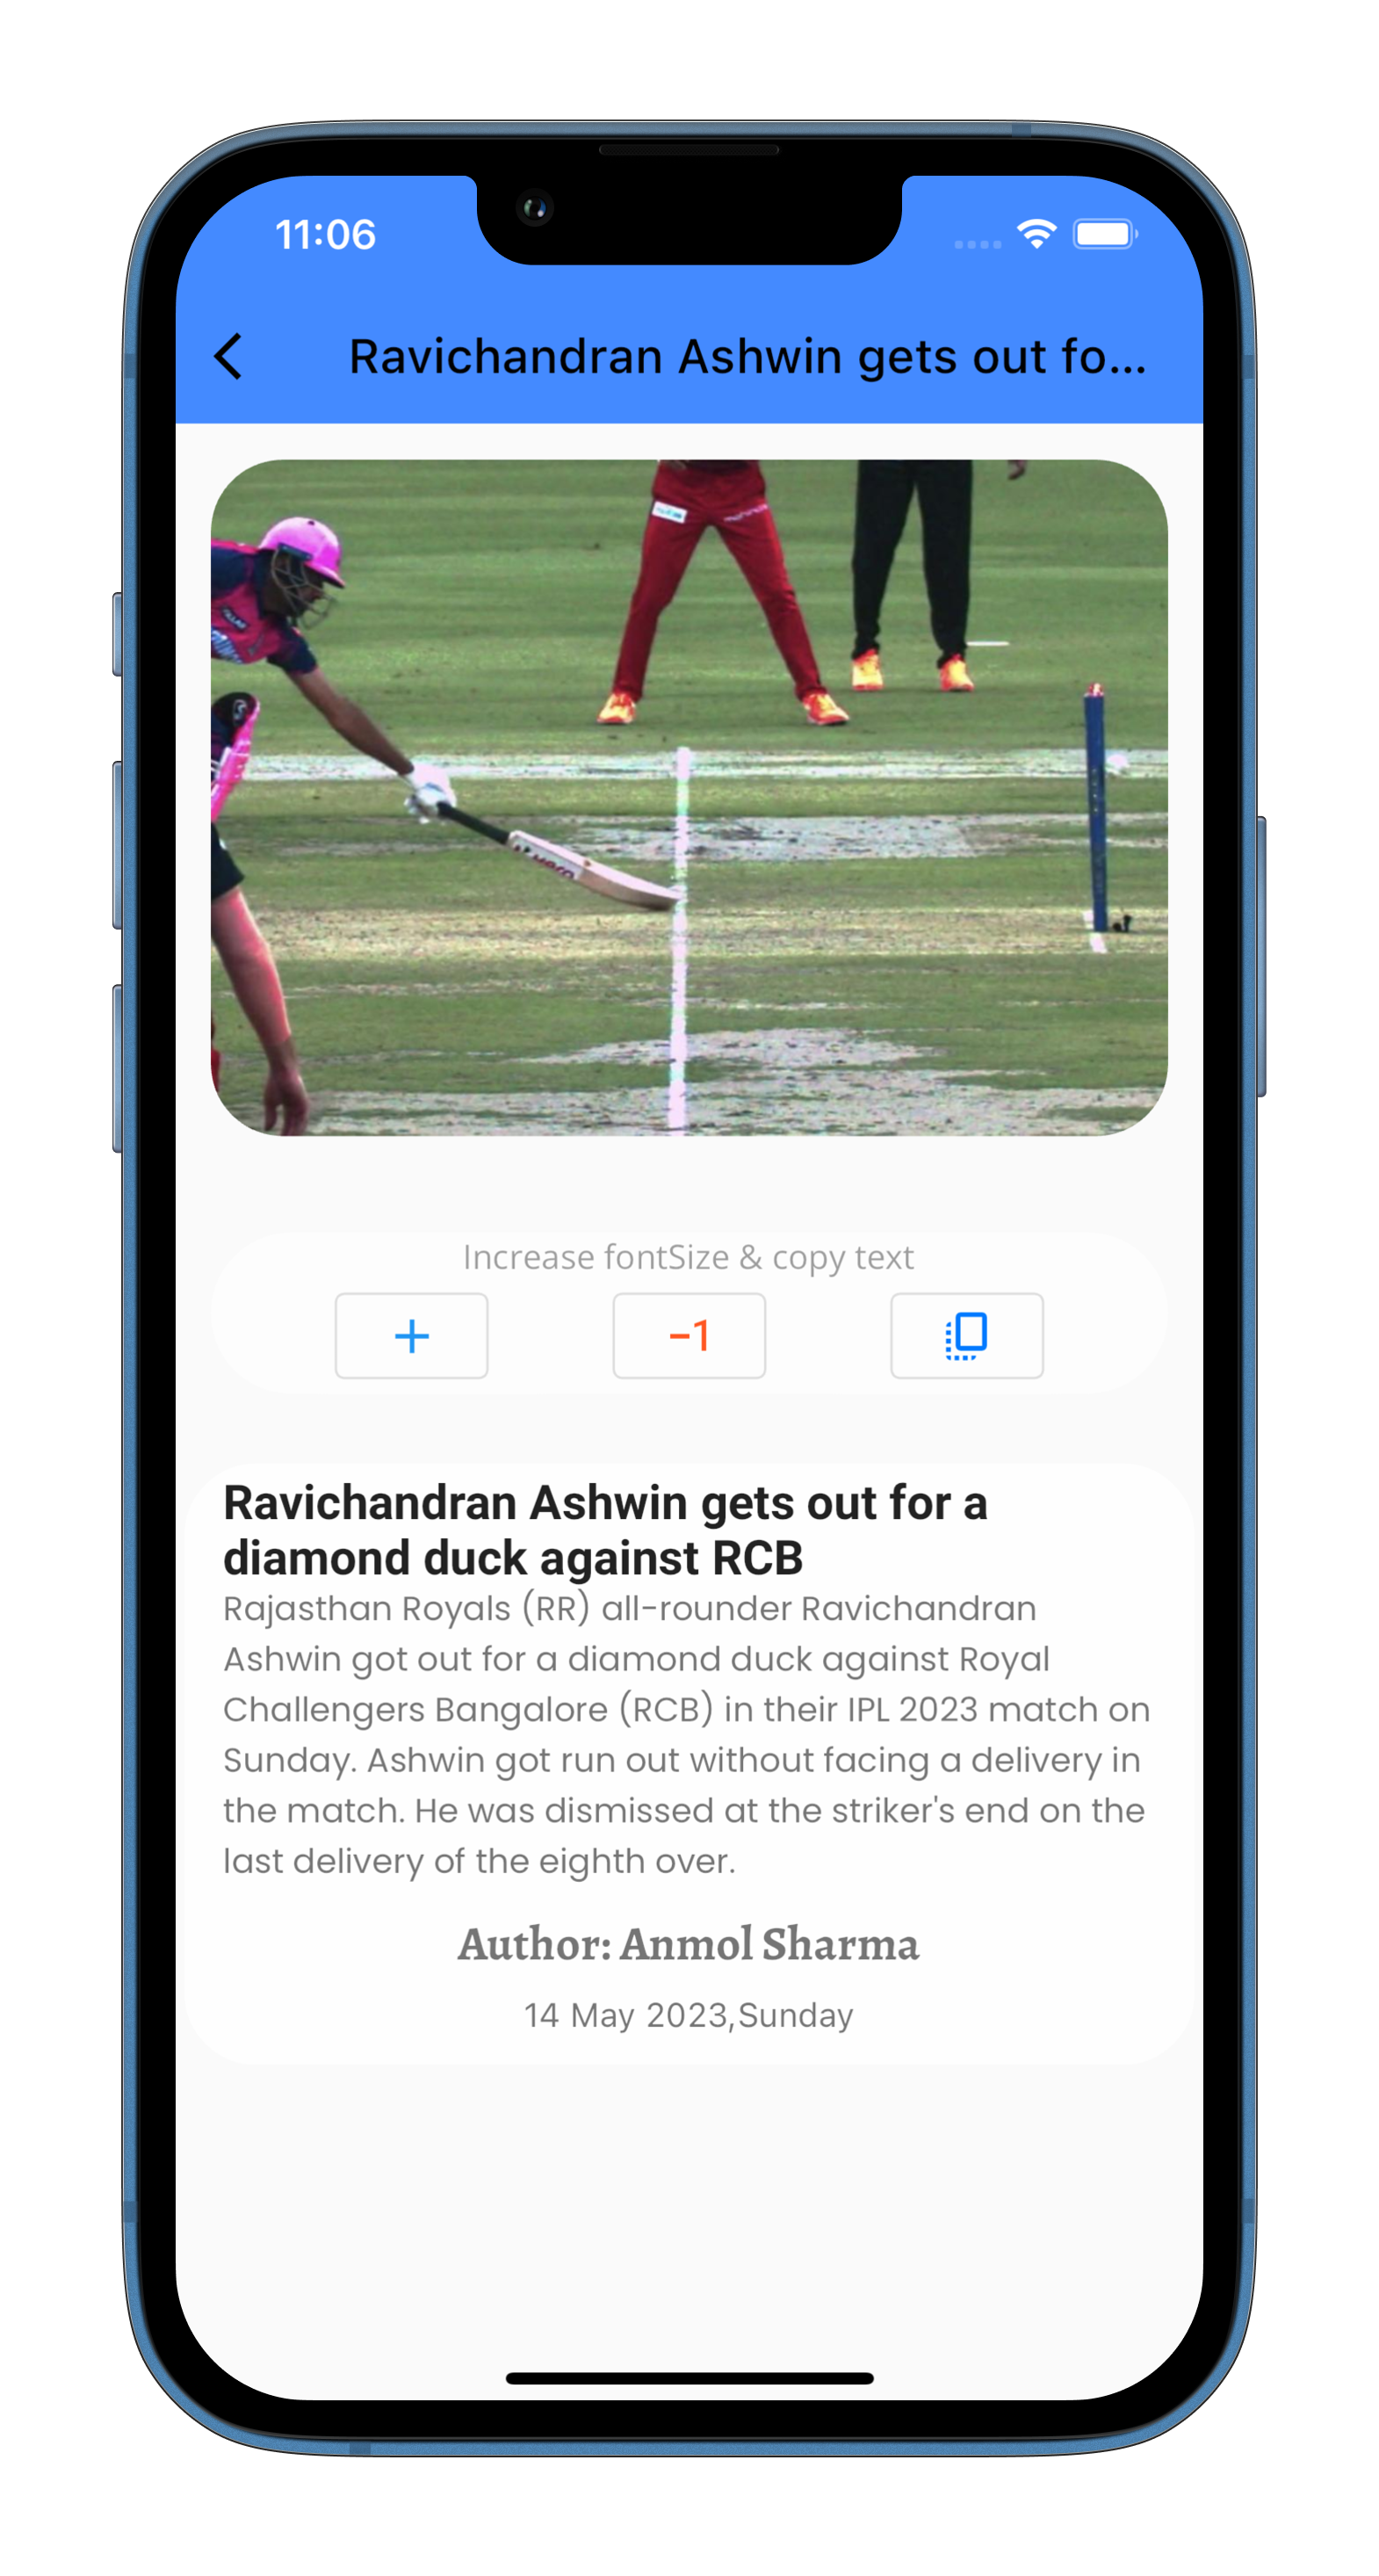 11:06
Ravichandran Ashwin gets out fo...
Increase fontSize & copy text
+
-1
Ravichandran Ashwin gets out for a
diamond duck against RCB
Rajasthan Royals (RR) all-rounder Ravichandran
Ashwin got out for a diamond duck against Royal
Challengers Bangalore (RCB) in their IPL 2023 match on
Sunday. Ashwin got run out without facing a delivery in
the match. He was dismissed at the striker's end on the
last delivery of the eighth over.
Author: Anmol Sharma
14 May 2023,Sunday